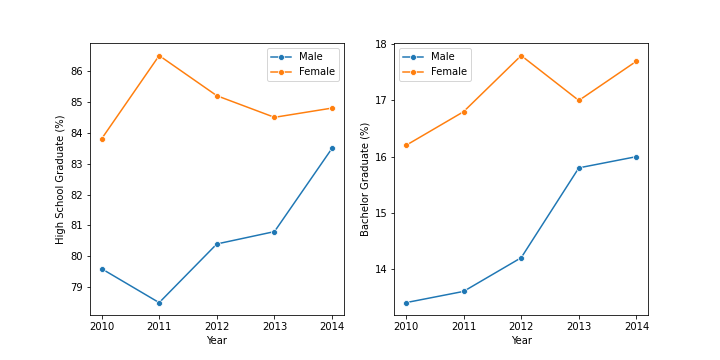 High School Graduate (%)
86
85
84
83
82
81
80
79
Male
Female
2010 2011 2012 2013 2014
Year
Bachelor Graduate (%)
18
17
16
15
14
Male
Female
2010 2011 2012 2013 2014
Year